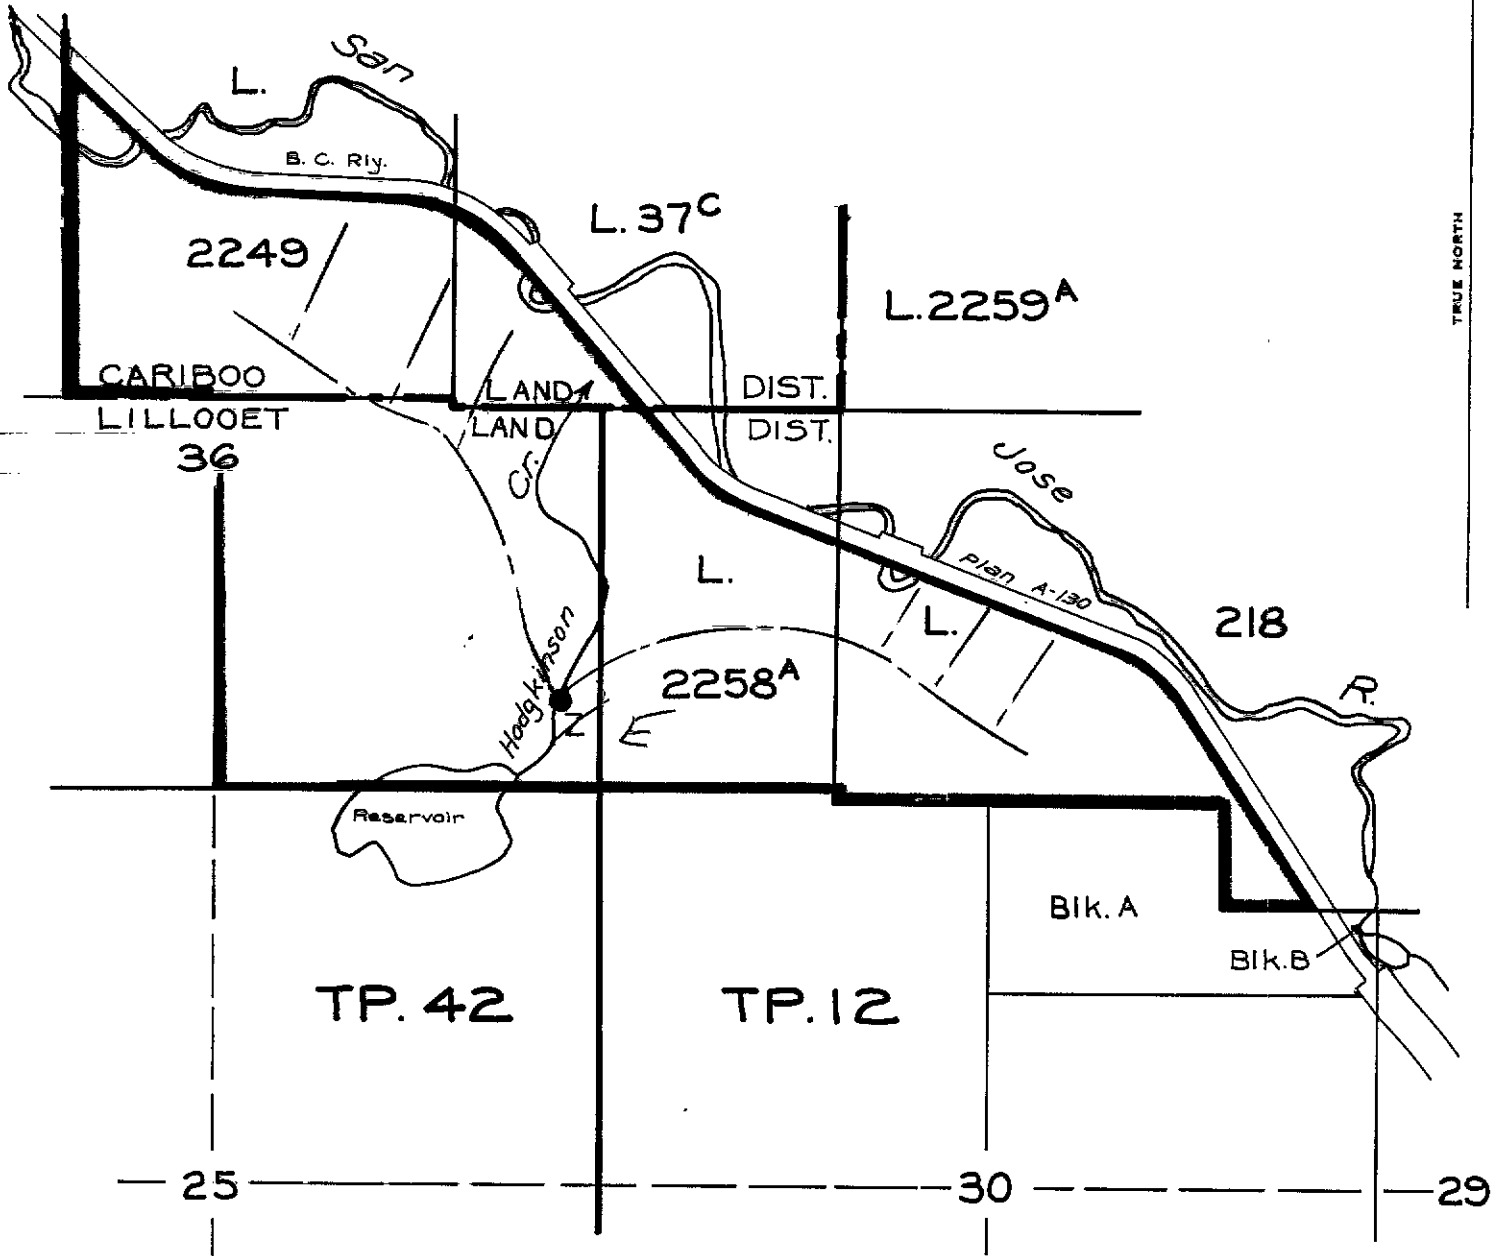 San
L.
B. C. Rly.
L. 37ᶜ
2249
L. 2259ᴬ
TRUE NORTH
CARIBOO LAND DIST.
LILLOOET LAND DIST.
36
Cr.
Jose
L.
Plan A-130
L.
218
Hodgkinson
2258ᴬ
R.
Z
E
Reservoir
Blk. A
Blk. B
TP. 42
TP. 12
25
30
29